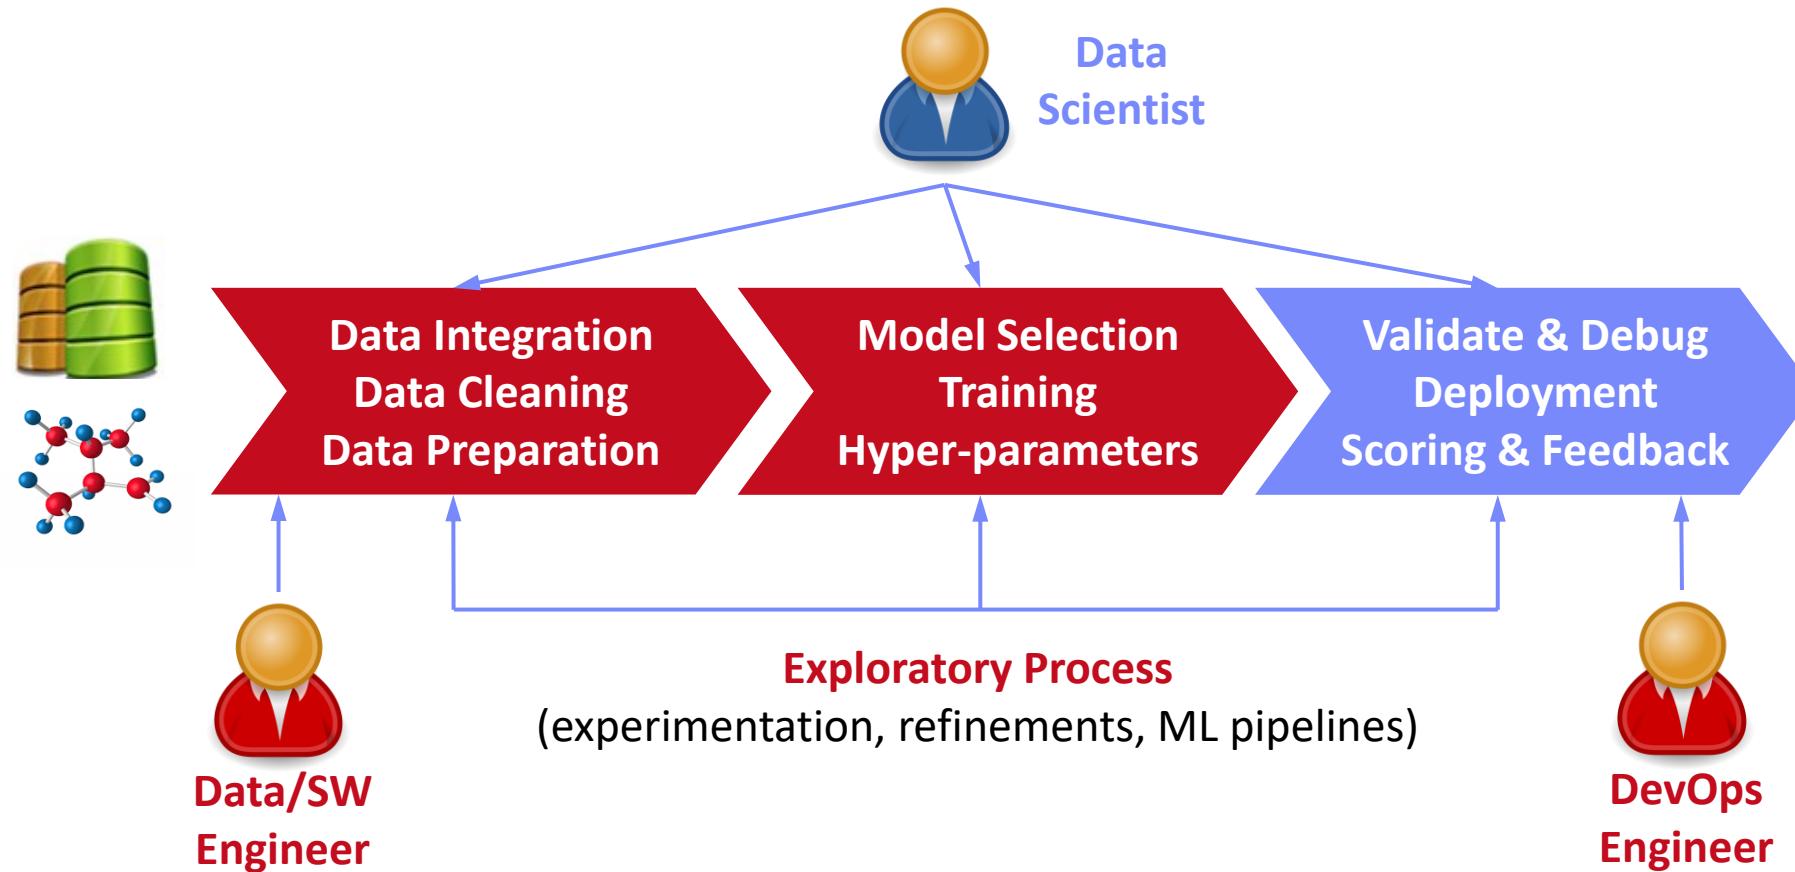 Data
Scientist
Data Integration
Data Cleaning
Data Preparation
Model Selection
Training
Hyper-parameters
Validate & Debug
Deployment
Scoring & Feedback
Exploratory Process
(experimentation, refinements, ML pipelines)
Data/SW
Engineer
DevOps
Engineer